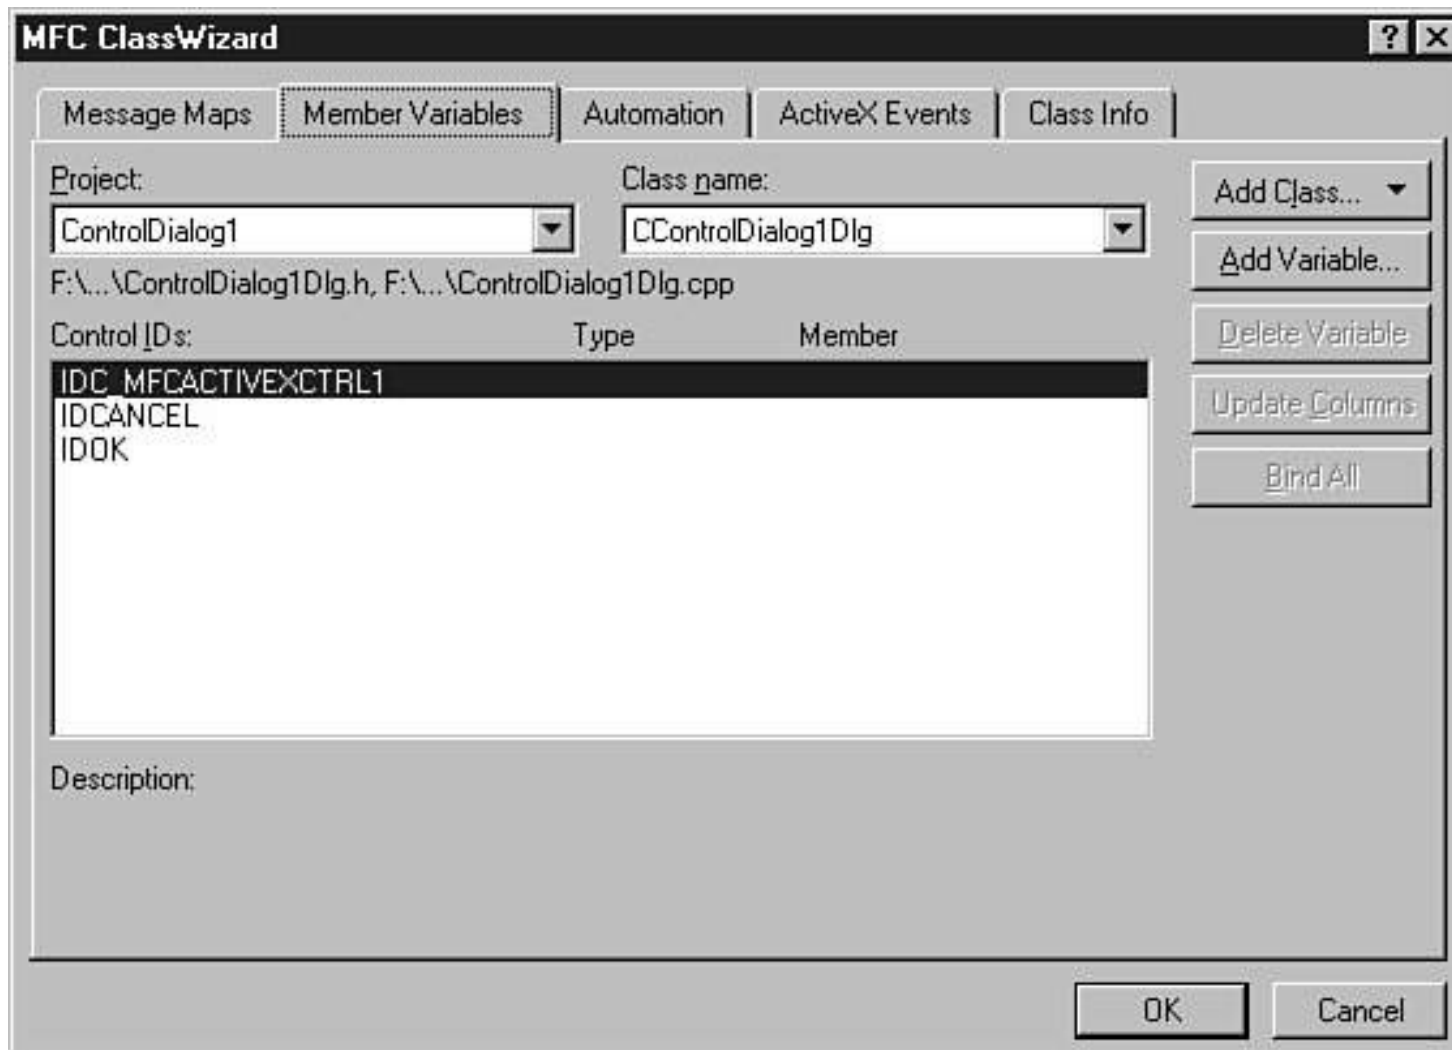 MFC ClassWizard
Message Maps Member Variables Automation ActiveX Events Class Info
Project: Class name:
Add Class...
ControlDialog1 CControlDialog1Dlg
Add Variable...
F:\...\ControlDialog1Dlg.h, F:\...\ControlDialog1Dlg.cpp
Control IDs: Type Member
Delete Variable
IDC_MFCACTIVEXCTRL1
IDCANCEL
Update Columns
IDOK
Bind All
Description:
OK Cancel